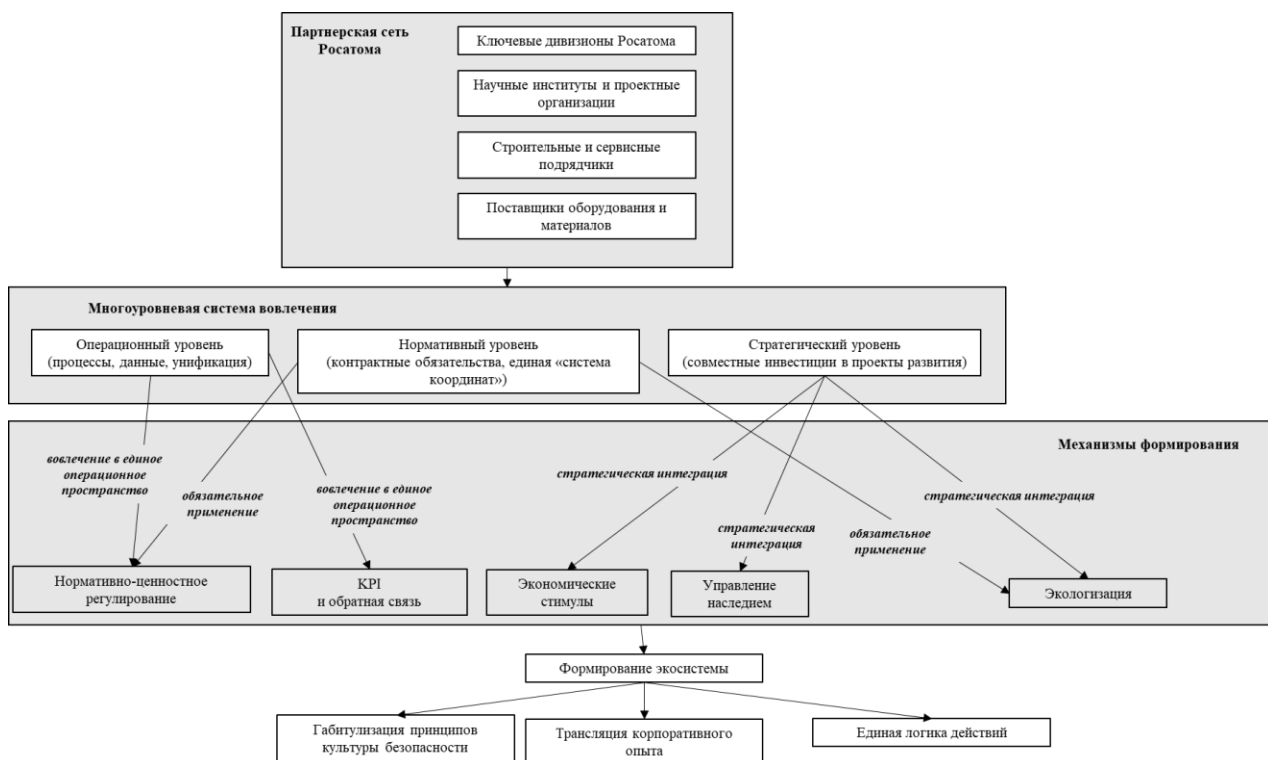 Партнерская сеть
Росатома
Ключевые дивизионы Росатома
Научные институты и проектные
организации
Строительные и сервисные
подрядчики
Поставщики оборудования и
материалов
Многоуровневая система вовлечения
Операционный уровень
(процессы, данные, унификация)
Нормативный уровень
(контрактные обязательства, единая «система
координат»)
Стратегический уровень
(совместные инвестиции в проекты развития)
Механизмы формирования
вовлечение в единое
операционное
пространство
обязательное
применение
вовлечение в единое
операционное
пространство
стратегическая интеграция
стратегическая
интеграция
обязательное
применение
стратегическая интеграция
Нормативно-ценностное
регулирование
KPI
и обратная связь
Экономические
стимулы
Управление
наследием
Экологизация
Формирование экосистемы
Габитулизация принципов
культуры безопасности
Трансляция корпоративного
опыта
Единая логика действий